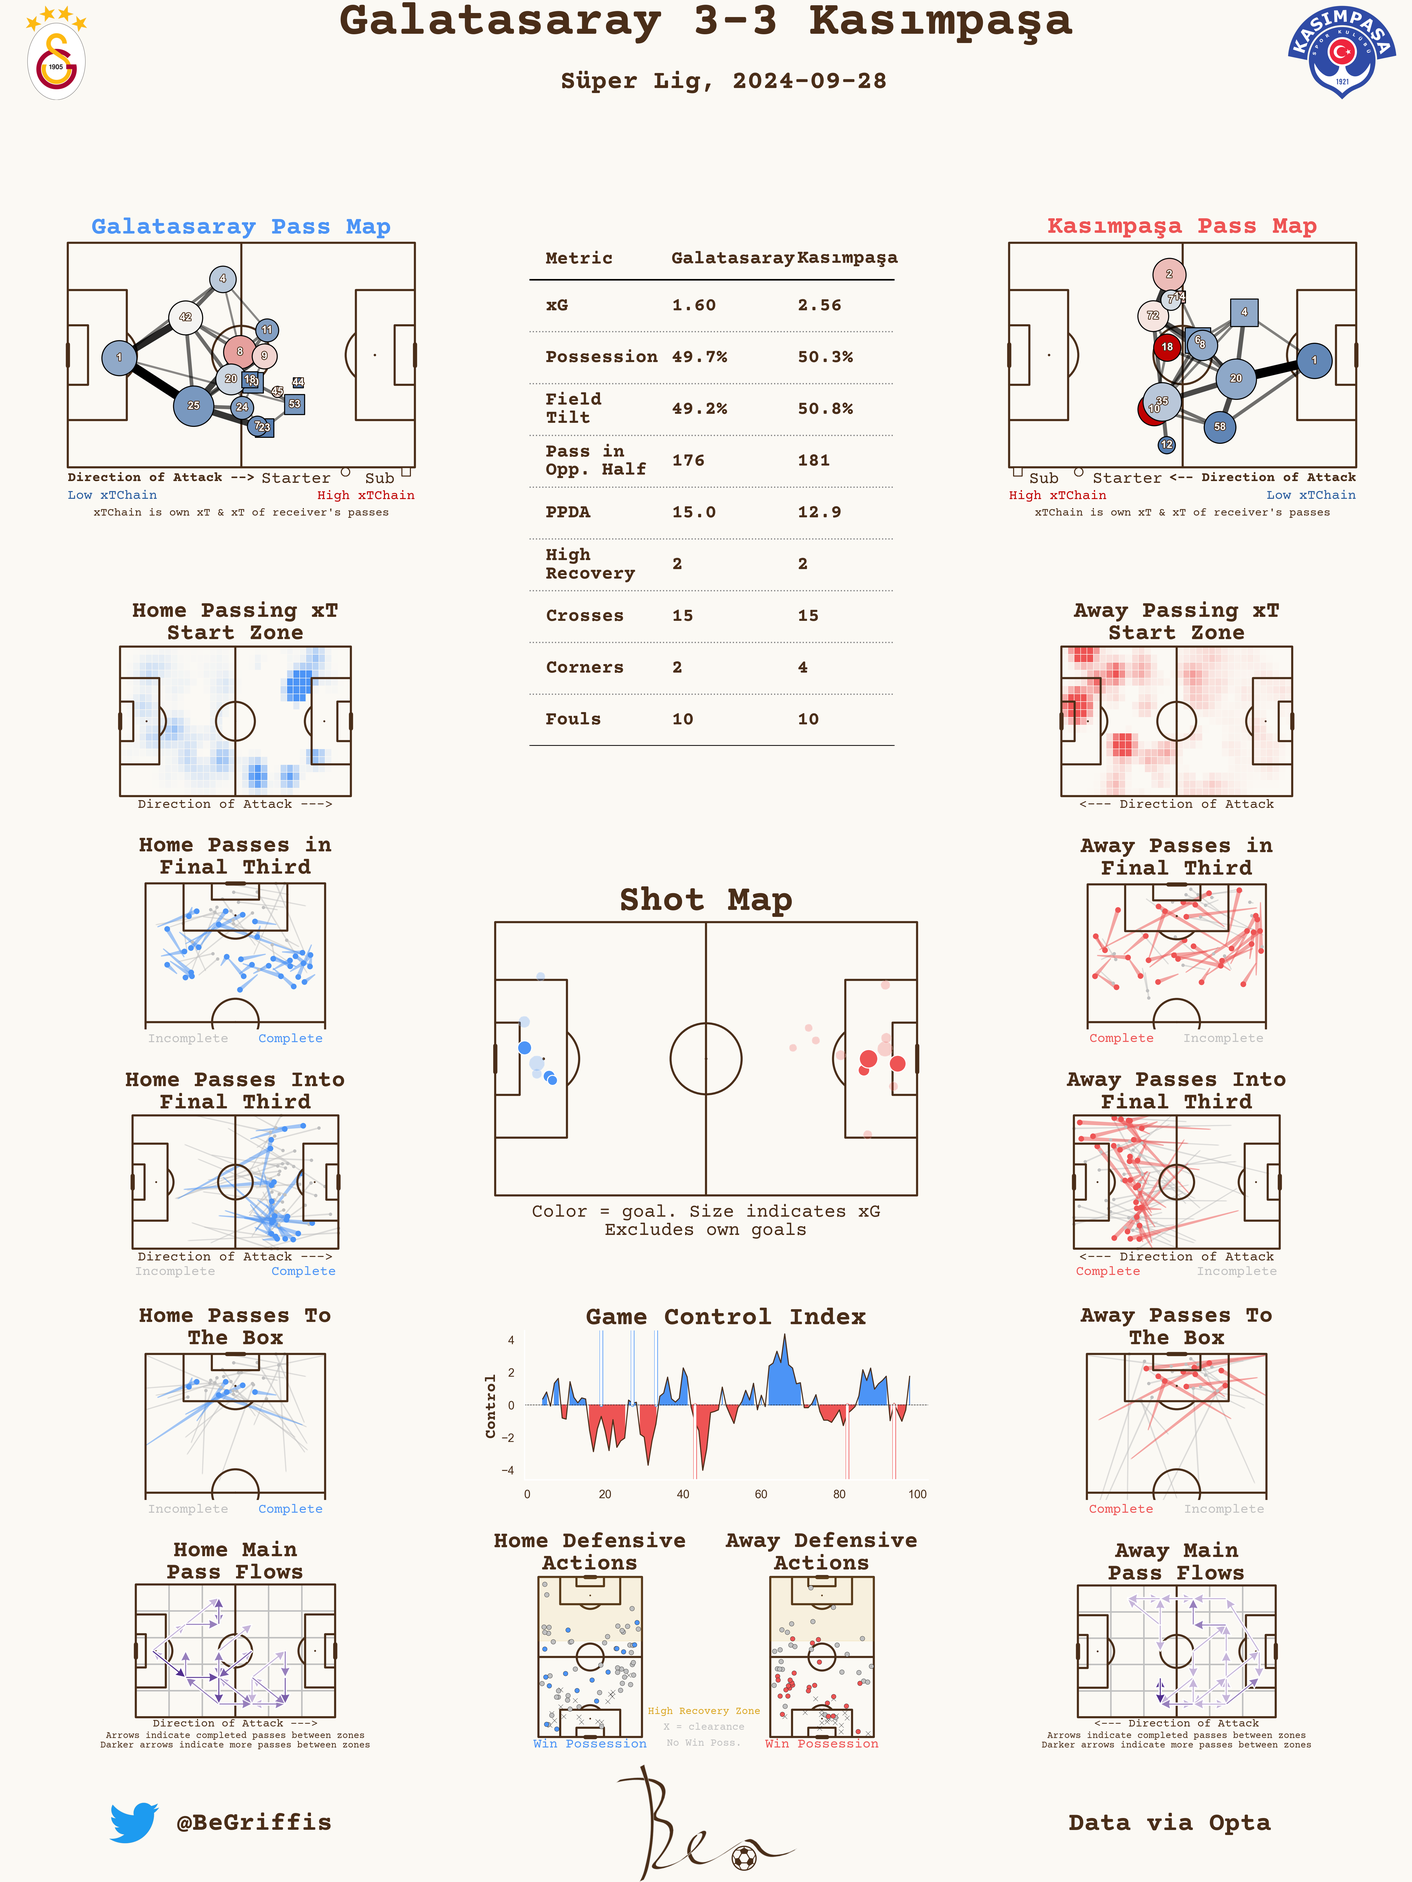 Galatasaray 3-3 Kasımpaşa
Süper Lig, 2024-09-28
1905
KASIMPAŞA
SPOR KULÜBÜ
1921
Galatasaray Pass Map
4
42
11
1
8
9
20
18
44
45
25
24
53
7
23
Direction of Attack --> Starter Sub
Low xTChain High xTChain
xTChain is own xT & xT of receiver's passes
Metric Galatasaray Kasımpaşa
xG 1.60 2.56
Possession 49.7% 50.3%
Field
Tilt 49.2% 50.8%
Pass in
Opp. Half 176 181
PPDA 15.0 12.9
High
Recovery 2 2
Crosses 15 15
Corners 2 4
Fouls 10 10
Kasımpaşa Pass Map
2
7
14
72
4
6
8
18
1
20
35
10
58
12
Sub Starter <-- Direction of Attack
High xTChain Low xTChain
xTChain is own xT & xT of receiver's passes
Home Passing xT
Start Zone
Direction of Attack --->
Away Passing xT
Start Zone
<--- Direction of Attack
Home Passes in
Final Third
Incomplete Complete
Away Passes in
Final Third
Complete Incomplete
Shot Map
Color = goal. Size indicates xG
Excludes own goals
Home Passes Into
Final Third
Direction of Attack --->
Incomplete Complete
Away Passes Into
Final Third
<--- Direction of Attack
Complete Incomplete
Home Passes To
The Box
Incomplete Complete
Game Control Index
Control
4
2
0
−2
−4
0 20 40 60 80 100
Away Passes To
The Box
Complete Incomplete
Home Main
Pass Flows
Direction of Attack --->
Arrows indicate completed passes between zones
Darker arrows indicate more passes between zones
Home Defensive
Actions
Win Possession
High Recovery Zone
X = clearance
No Win Poss.
Away Defensive
Actions
Win Possession
Away Main
Pass Flows
<--- Direction of Attack
Arrows indicate completed passes between zones
Darker arrows indicate more passes between zones
@BeGriffis
Ben
Data via Opta